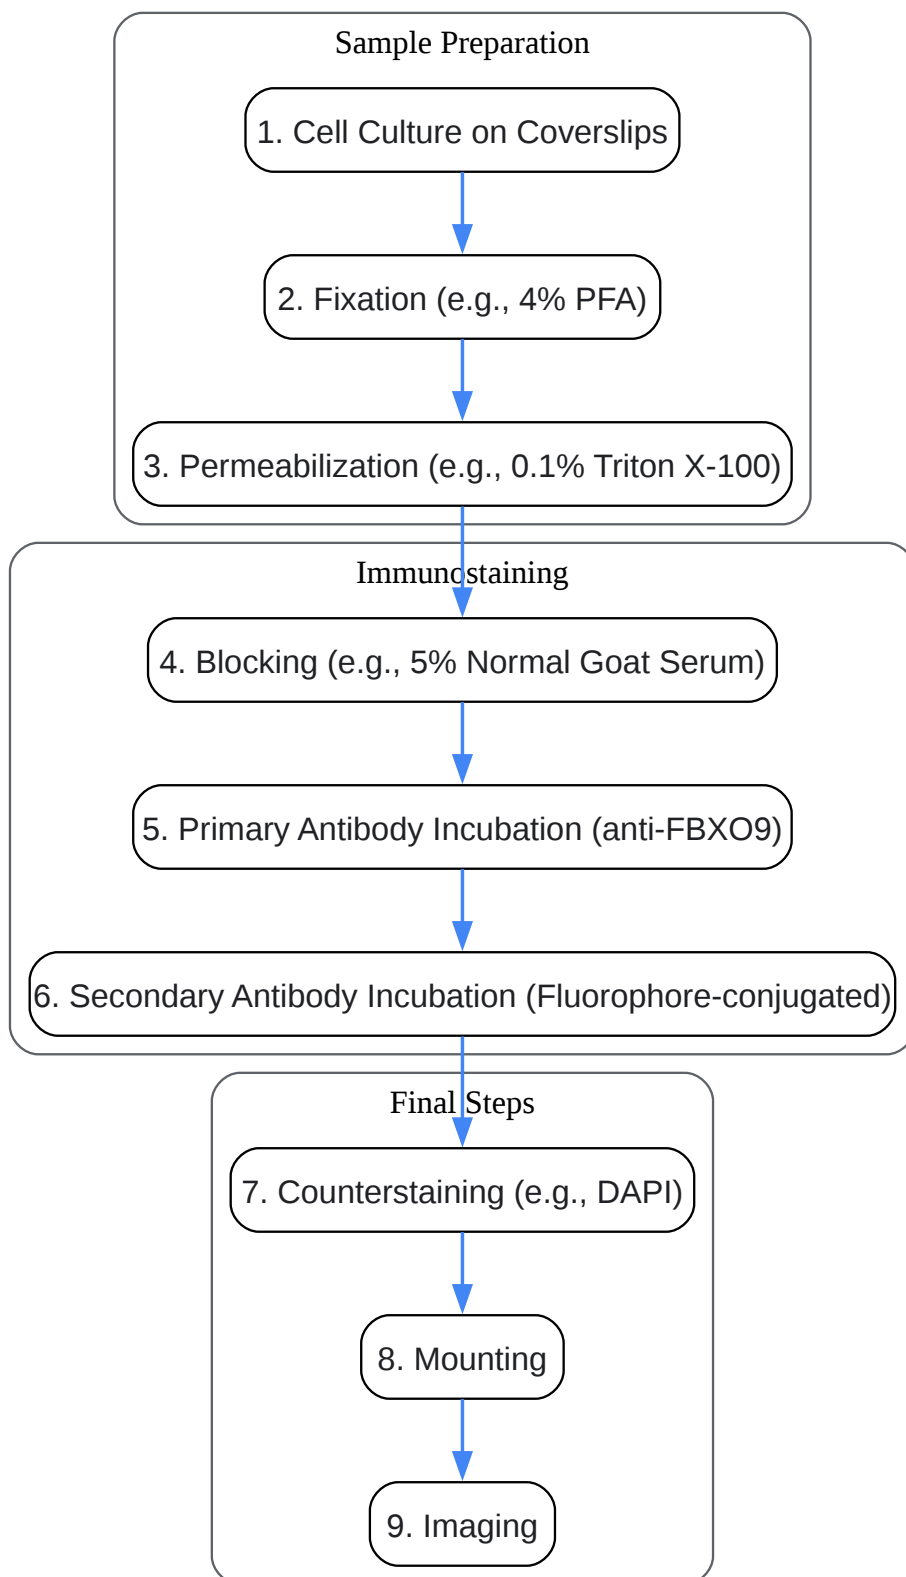 Sample Preparation
1. Cell Culture on Coverslips
2. Fixation (e.g., 4% PFA)
3. Permeabilization (e.g., 0.1% Triton X-100)
Immunostaining
4. Blocking (e.g., 5% Normal Goat Serum)
5. Primary Antibody Incubation (anti-FBXO9)
6. Secondary Antibody Incubation (Fluorophore-conjugated)
Final Steps
7. Counterstaining (e.g., DAPI)
8. Mounting
9. Imaging